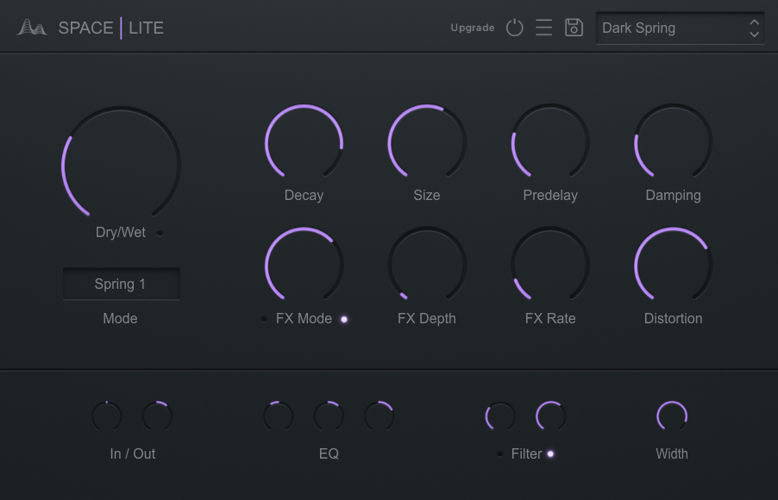 SPACE | LITE
Upgrade
Dark Spring
Decay
Size
Predelay
Damping
Dry/Wet
Spring 1
Mode
FX Mode
FX Depth
FX Rate
Distortion
In / Out
EQ
Filter
Width